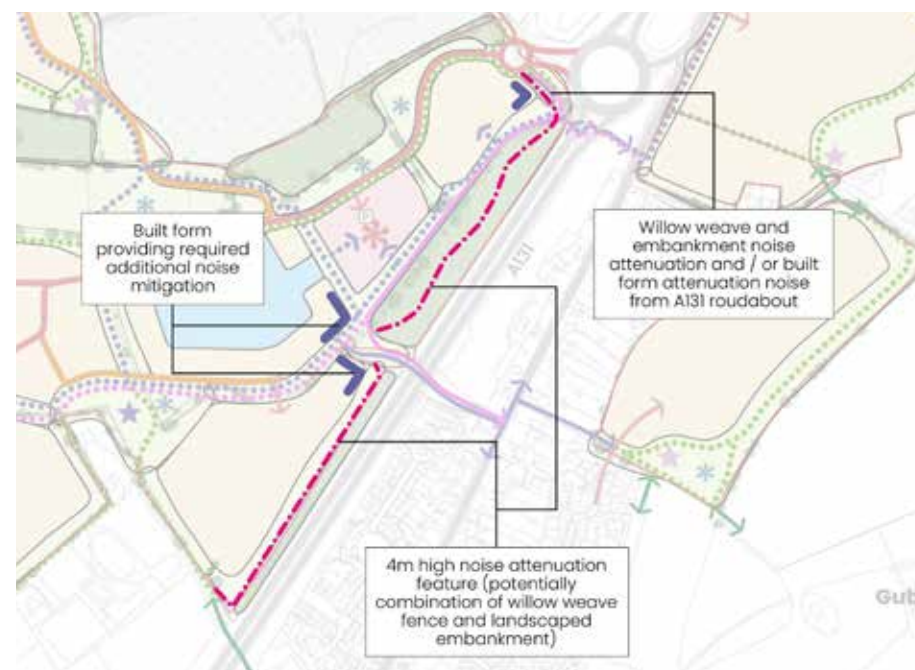 Built form
providing required
additional noise
mitigation
A131
Willow weave and
embankment noise
attenuation and / or built
form attenuation noise
from A131 roudabout
4m high noise attenuation
feature (potentially
combination of willow weave
fence and landscaped
embankment)
Gub